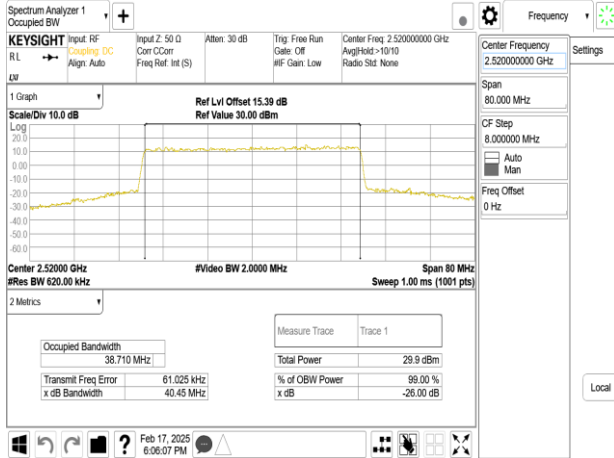 Spectrum Analyzer 1
Occupied BW
Frequency
KEYSIGHT
RL
Input: RF
Coupling: DC
Align: Auto
Input Z: 50 Ω
Corr CCorr
Freq Ref: Int (S)
Atten: 30 dB
Trig: Free Run
Gate: Off
#IF Gain: Low
Center Freq: 2.520000000 GHz
Avg|Hold:>10/10
Radio Std: None
1 Graph
Scale/Div 10.0 dB
Ref Lvl Offset 15.39 dB
Ref Value 30.00 dBm
Log
20.0
10.0
0.00
-10.0
-20.0
-30.0
-40.0
-50.0
-60.0
Center 2.52000 GHz
#Res BW 620.00 kHz
#Video BW 2.0000 MHz
Span 80 MHz
Sweep 1.00 ms (1001 pts)
2 Metrics
Measure Trace Trace 1
Occupied Bandwidth
38.710 MHz
Total Power 29.9 dBm
Transmit Freq Error 61.025 kHz
% of OBW Power 99.00 %
x dB Bandwidth 40.45 MHz
x dB -26.00 dB
Center Frequency
2.520000000 GHz
Settings
Span
80.000 MHz
CF Step
8.000000 MHz
Auto
Man
Freq Offset
0 Hz
Local
Feb 17, 2025
6:06:07 PM